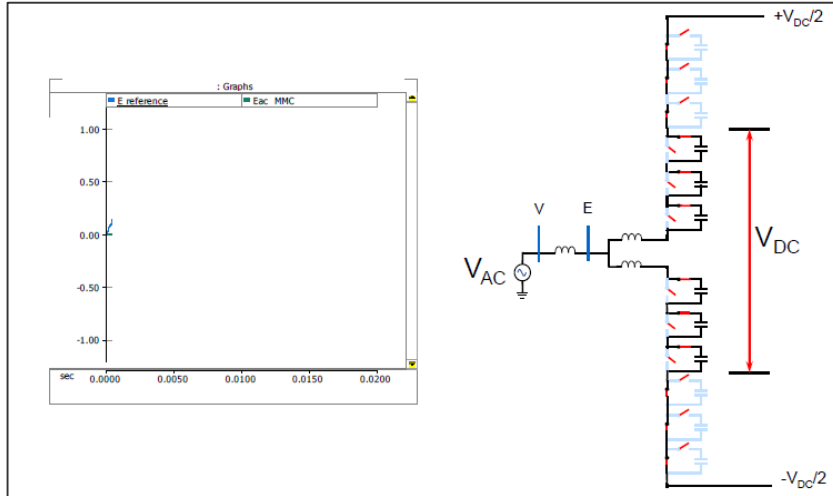 : Graphs
E reference
Eac MMC
1.00
0.50
0.00
-0.50
-1.00
sec 0.0000 0.0050 0.0100 0.0150 0.0200
+VDC/2
V E
VAC
VDC
-VDC/2